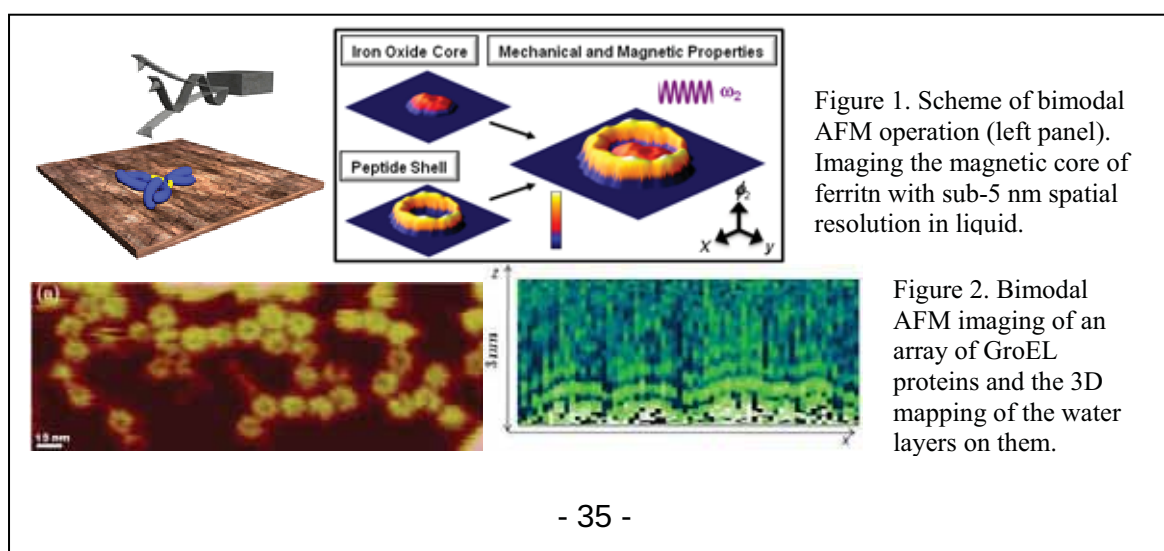 Iron Oxide Core
Mechanical and Magnetic Properties
ω2
Peptide Shell
ϕ2
x
y
Figure 1. Scheme of bimodal
AFM operation (left panel).
Imaging the magnetic core of
ferritn with sub-5 nm spatial
resolution in liquid.
(a)
15 nm
z
3 nm
x
Figure 2. Bimodal
AFM imaging of an
array of GroEL
proteins and the 3D
mapping of the water
layers on them.
- 35 -